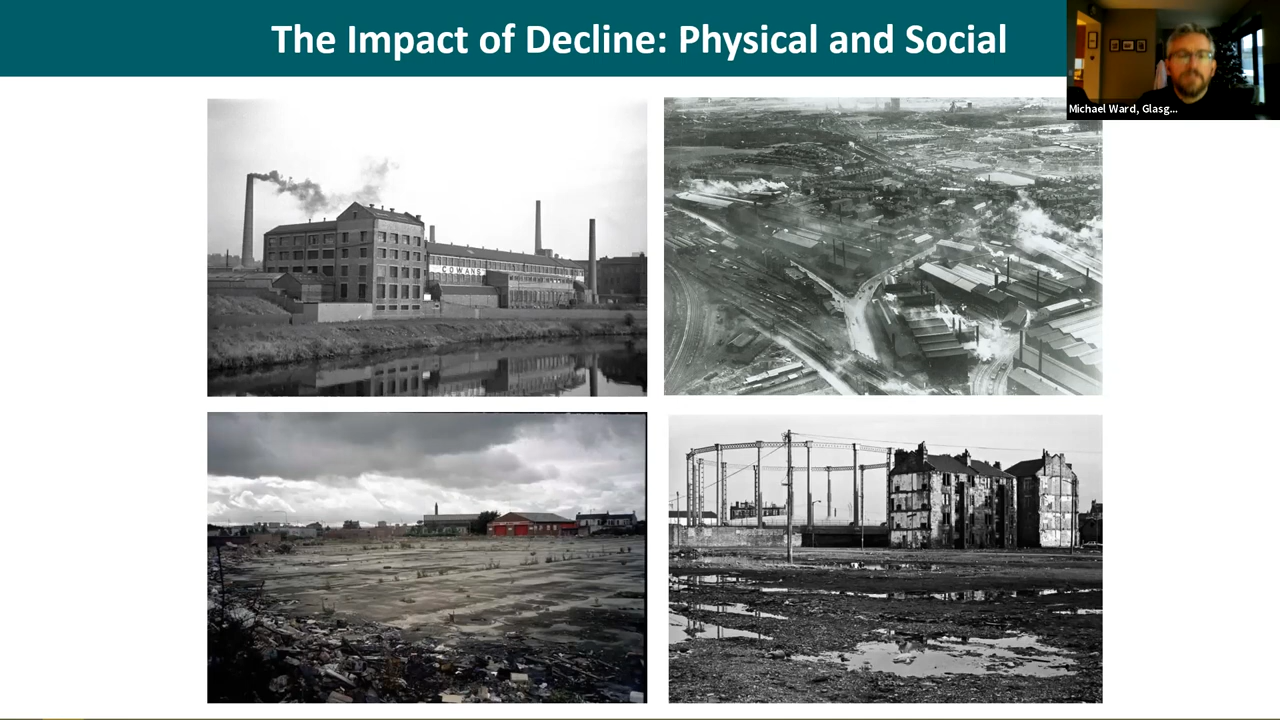 The Impact of Decline: Physical and Social
Michael Ward, Glasg...
COWANS